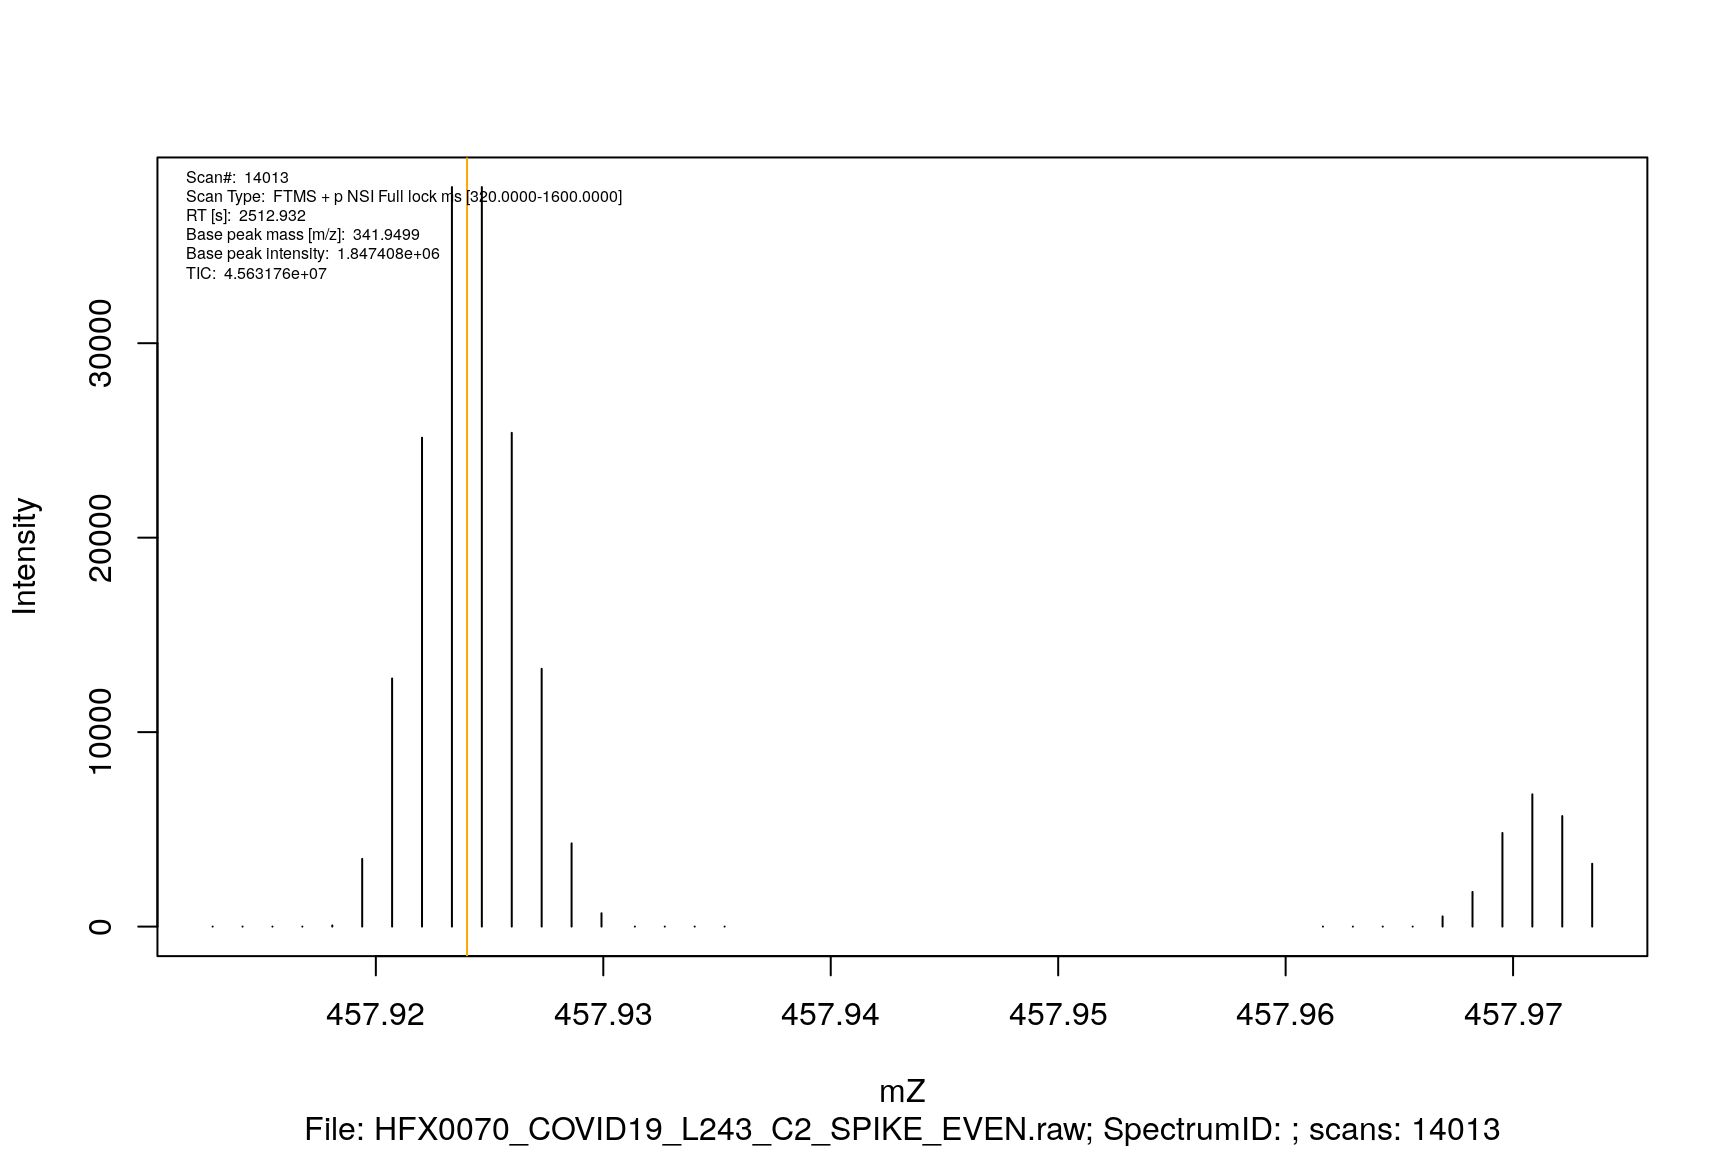 Scan#: 14013
Scan Type: FTMS + p NSI Full lock ms [320.0000-1600.0000]
RT [s]: 2512.932
Base peak mass [m/z]: 341.9499
Base peak intensity: 1.847408e+06
TIC: 4.563176e+07
Intensity
30000
20000
10000
0
457.92 457.93 457.94 457.95 457.96 457.97
mZ
File: HFX0070_COVID19_L243_C2_SPIKE_EVEN.raw; SpectrumID: ; scans: 14013